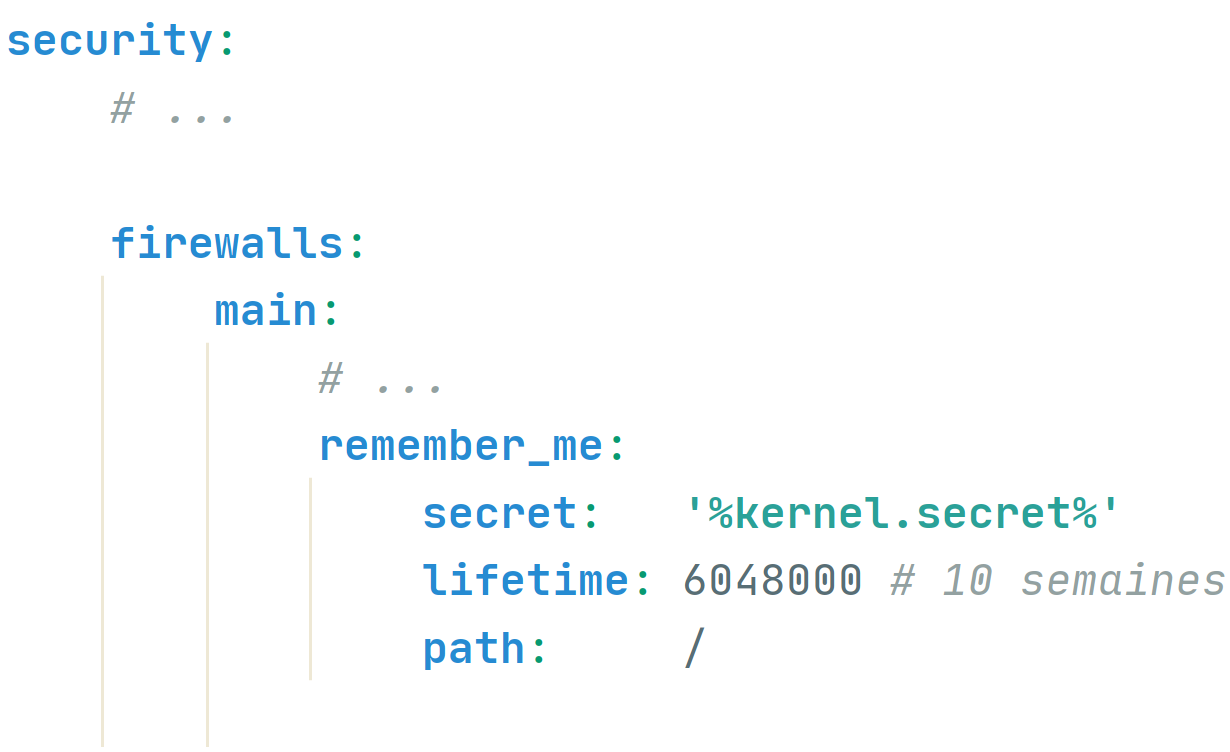 security:
    # ...

    firewalls:
        main:
            # ...
            remember_me:
                secret:   '%kernel.secret%'
                lifetime: 6048000 # 10 semaines
                path:     /